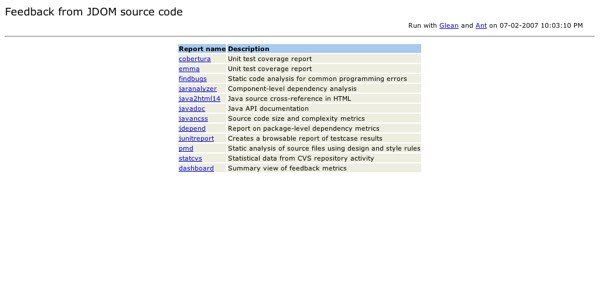 Feedback from JDOM source code
Run with Glean and Ant on 07-02-2007 10:03:10 PM
Report name Description
cobertura Unit test coverage report
emma Unit test coverage report
findbugs Static code analysis for common programming errors
jaranalyzer Component-level dependency analysis
java2html14 Java source cross-reference in HTML
javadoc Java API documentation
javancss Source code size and complexity metrics
jdepend Report on package-level dependency metrics
junitreport Creates a browsable report of testcase results
pmd Static analysis of source files using design and style rules
statcvs Statistical data from CVS repository activity
dashboard Summary view of feedback metrics